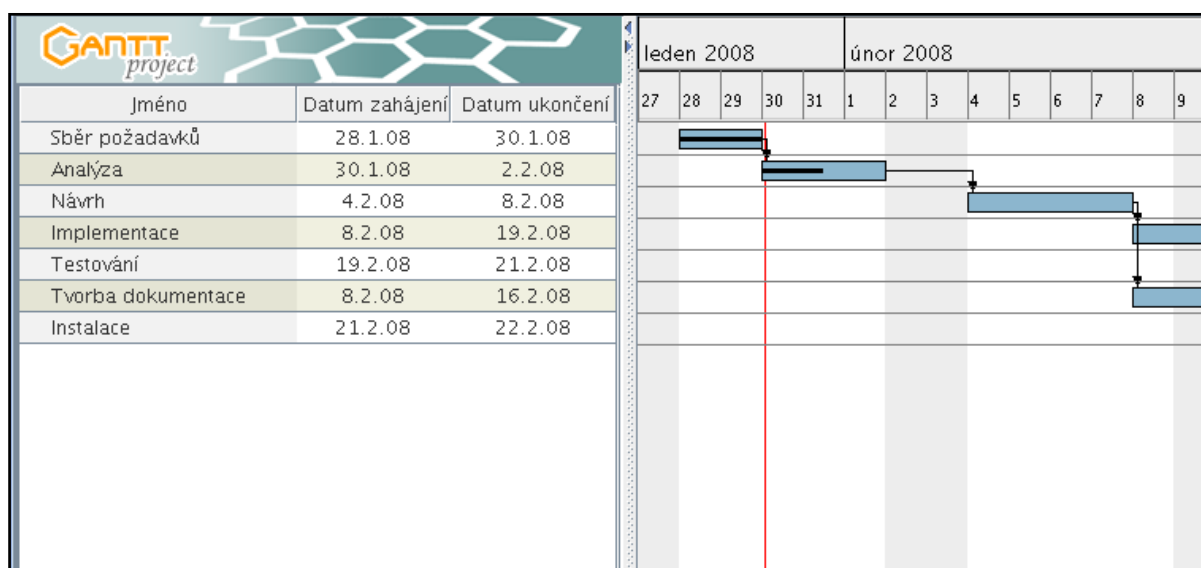 GANTT
project
leden 2008 únor 2008
Jméno Datum zahájení Datum ukončení 27 28 29 30 31 1 2 3 4 5 6 7 8 9
Sběr požadavků 28.1.08 30.1.08
Analýza 30.1.08 2.2.08
Návrh 4.2.08 8.2.08
Implementace 8.2.08 19.2.08
Testování 19.2.08 21.2.08
Tvorba dokumentace 8.2.08 16.2.08
Instalace 21.2.08 22.2.08